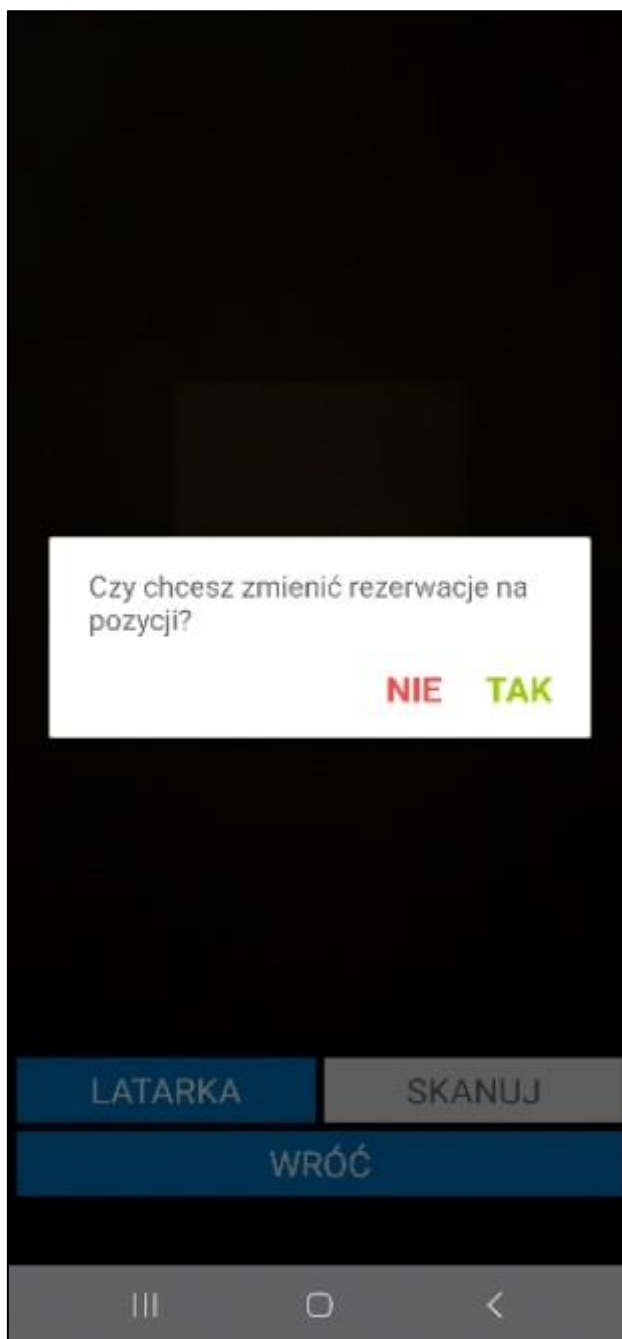 Czy chcesz zmienić rezerwacje na
pozycji?
NIE TAK
LATARKA SKANUJ
WRÓĆ